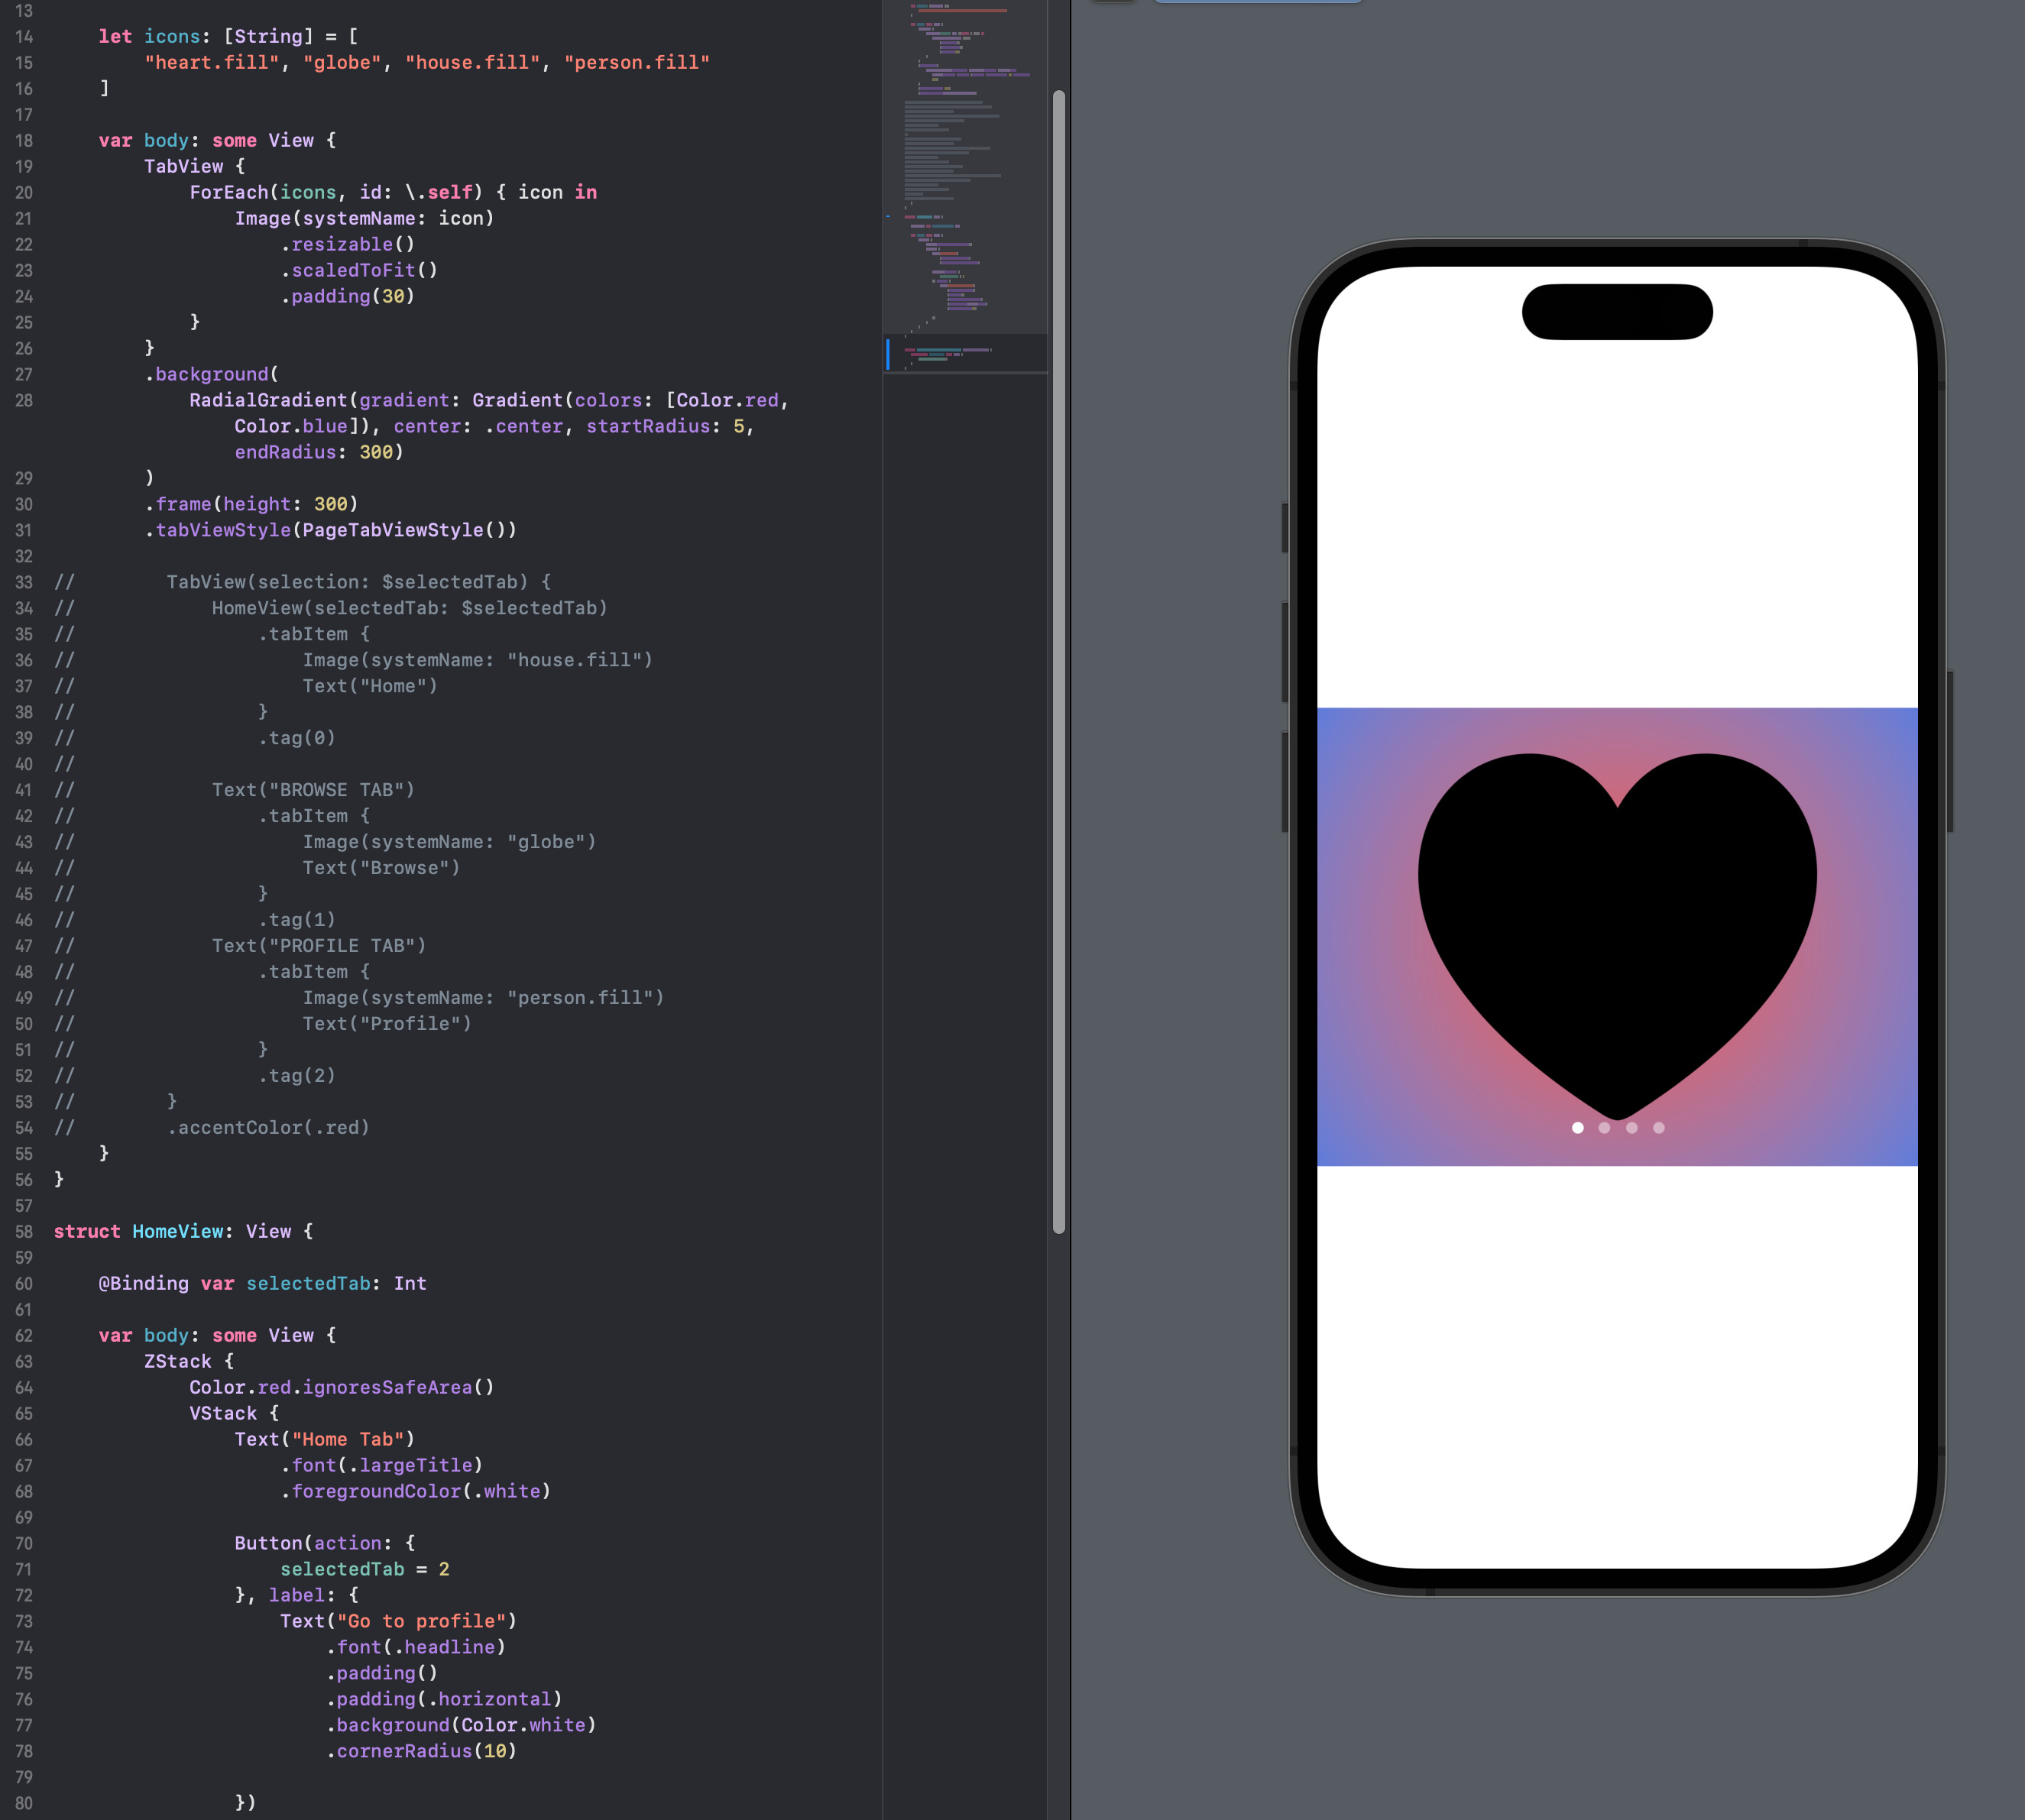 13
14 let icons: [String] = [
15 "heart.fill", "globe", "house.fill", "person.fill"
16 ]
17
18 var body: some View {
19 TabView {
20 ForEach(icons, id: \.self) { icon in
21 Image(systemName: icon)
22 .resizable()
23 .scaledToFit()
24 .padding(30)
25 }
26 }
27 .background(
28 RadialGradient(gradient: Gradient(colors: [Color.red,
Color.blue]), center: .center, startRadius: 5,
endRadius: 300)
29 )
30 .frame(height: 300)
31 .tabViewStyle(PageTabViewStyle())
32
33 // TabView(selection: $selectedTab) {
34 // HomeView(selectedTab: $selectedTab)
35 // .tabItem {
36 // Image(systemName: "house.fill")
37 // Text("Home")
38 // }
39 // .tag(0)
40 //
41 // Text("BROWSE TAB")
42 // .tabItem {
43 // Image(systemName: "globe")
44 // Text("Browse")
45 // }
46 // .tag(1)
47 // Text("PROFILE TAB")
48 // .tabItem {
49 // Image(systemName: "person.fill")
50 // Text("Profile")
51 // }
52 // .tag(2)
53 // }
54 // .accentColor(.red)
55 }
56 }
57
58 struct HomeView: View {
59
60 @Binding var selectedTab: Int
61
62 var body: some View {
63 ZStack {
64 Color.red.ignoresSafeArea()
65 VStack {
66 Text("Home Tab")
67 .font(.largeTitle)
68 .foregroundColor(.white)
69
70 Button(action: {
71 selectedTab = 2
72 }, label: {
73 Text("Go to profile")
74 .font(.headline)
75 .padding()
76 .padding(.horizontal)
77 .background(Color.white)
78 .cornerRadius(10)
79
80 })